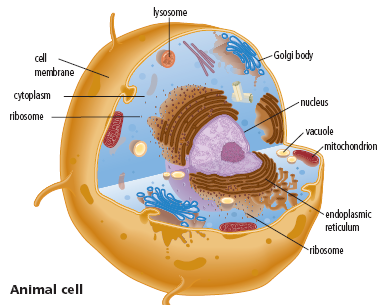 lysosome
cell
membrane
Golgi body
cytoplasm
nucleus
ribosome
vacuole
mitochondrion
endoplasmic
reticulum
ribosome
Animal cell